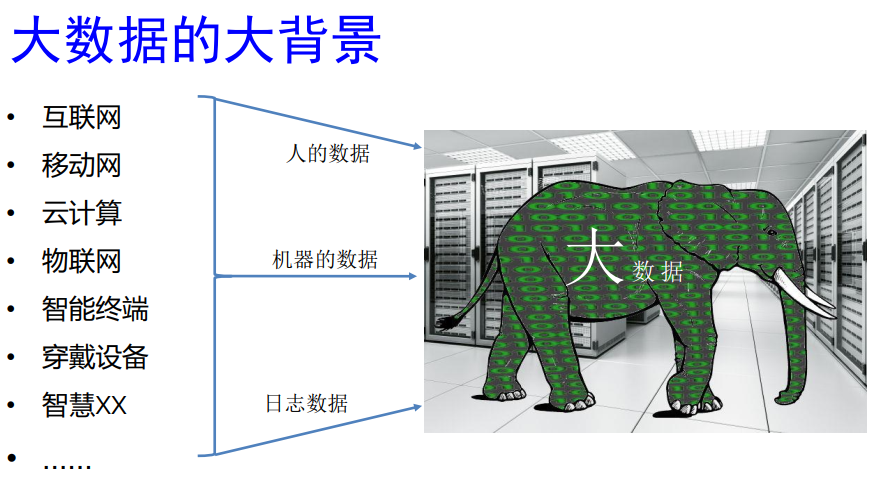 大数据的大背景
• 互联网
• 移动网
• 云计算
• 物联网
• 智能终端
• 穿戴设备
• 智慧XX
• ……
人的数据
机器的数据
日志数据
大数据